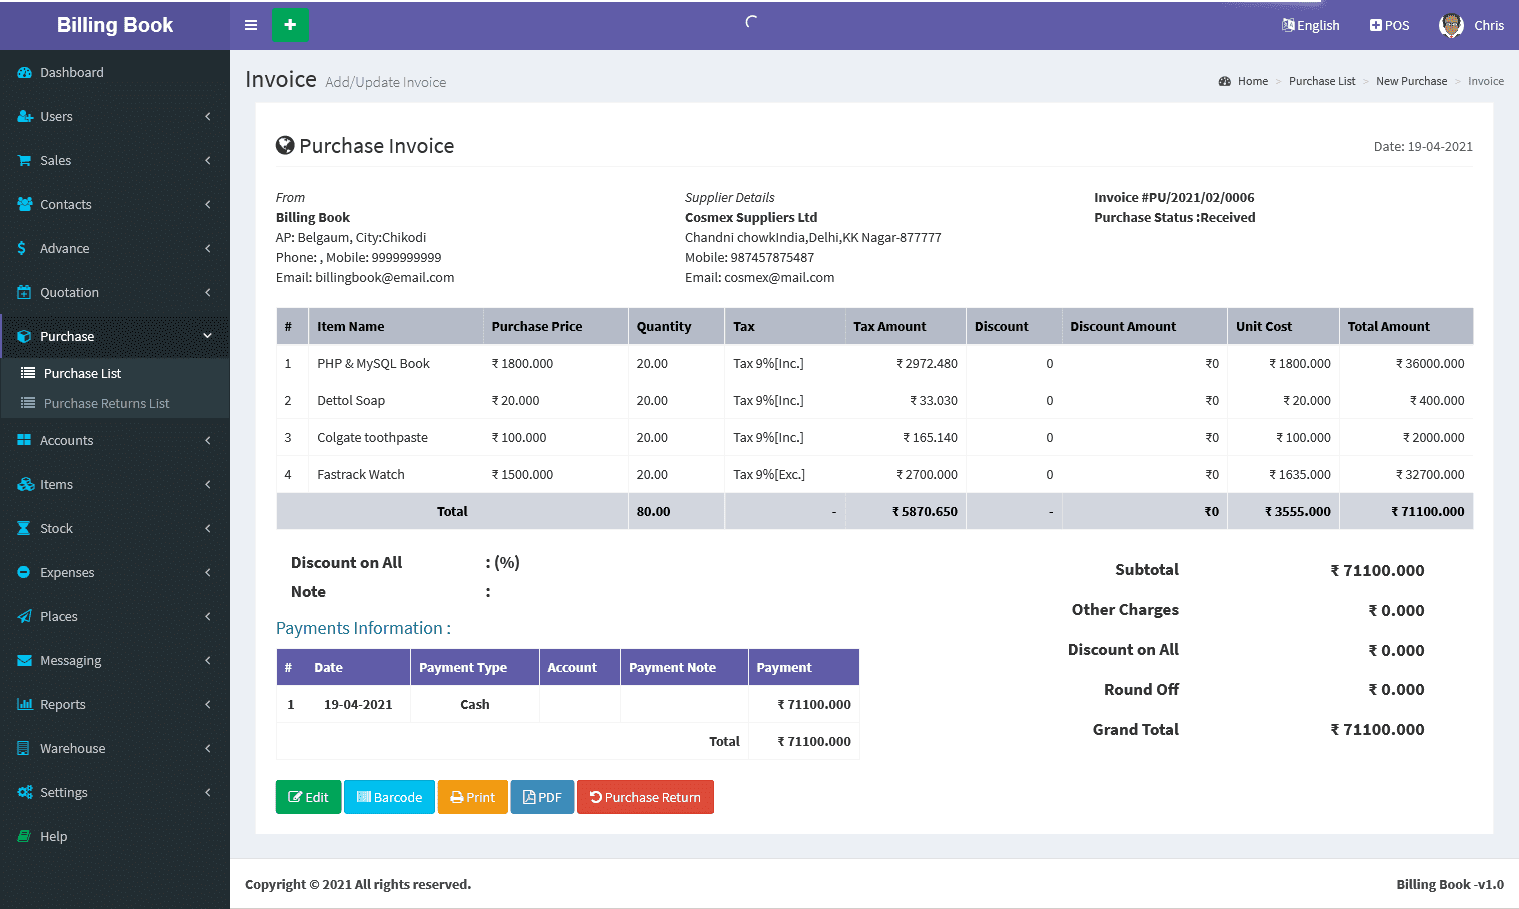 Billing Book
English
POS
Chris
Dashboard
Users
Sales
Contacts
Advance
Quotation
Purchase
Purchase List
Purchase Returns List
Accounts
Items
Stock
Expenses
Places
Messaging
Reports
Warehouse
Settings
Help
Invoice Add/Update Invoice
Home > Purchase List > New Purchase > Invoice
Purchase Invoice
Date: 19-04-2021
From
Billing Book
AP: Belgaum, City:Chikodi
Phone: , Mobile: 9999999999
Email: billingbook@email.com
Supplier Details
Cosmex Suppliers Ltd
Chandni chowkIndia,Delhi,KK Nagar-877777
Mobile: 987457875487
Email: cosmex@mail.com
Invoice #PU/2021/02/0006
Purchase Status :Received
# Item Name Purchase Price Quantity Tax Tax Amount Discount Discount Amount Unit Cost Total Amount
1 PHP & MySQL Book ₹ 1800.000 20.00 Tax 9%[Inc.] ₹ 2972.480 0 ₹0 ₹ 1800.000 ₹ 36000.000
2 Dettol Soap ₹ 20.000 20.00 Tax 9%[Inc.] ₹ 33.030 0 ₹0 ₹ 20.000 ₹ 400.000
3 Colgate toothpaste ₹ 100.000 20.00 Tax 9%[Inc.] ₹ 165.140 0 ₹0 ₹ 100.000 ₹ 2000.000
4 Fastrack Watch ₹ 1500.000 20.00 Tax 9%[Exc.] ₹ 2700.000 0 ₹0 ₹ 1635.000 ₹ 32700.000
Total 80.00 - ₹ 5870.650 - ₹0 ₹ 3555.000 ₹ 71100.000
Discount on All : (%)
Note :
Payments Information :
# Date Payment Type Account Payment Note Payment
1 19-04-2021 Cash ₹ 71100.000
Total ₹ 71100.000
Subtotal ₹ 71100.000
Other Charges ₹ 0.000
Discount on All ₹ 0.000
Round Off ₹ 0.000
Grand Total ₹ 71100.000
Edit Barcode Print PDF Purchase Return
Copyright © 2021 All rights reserved.
Billing Book -v1.0